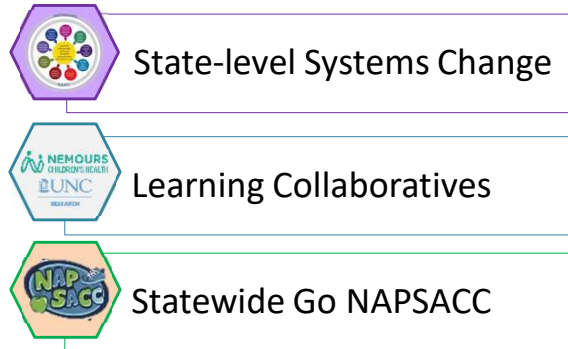 State-level Systems Change
NEMOURS
CHILDREN'S HEALTH
UNC
RESEARCH
Learning Collaboratives
NAP
SACC
Statewide Go NAPSACC